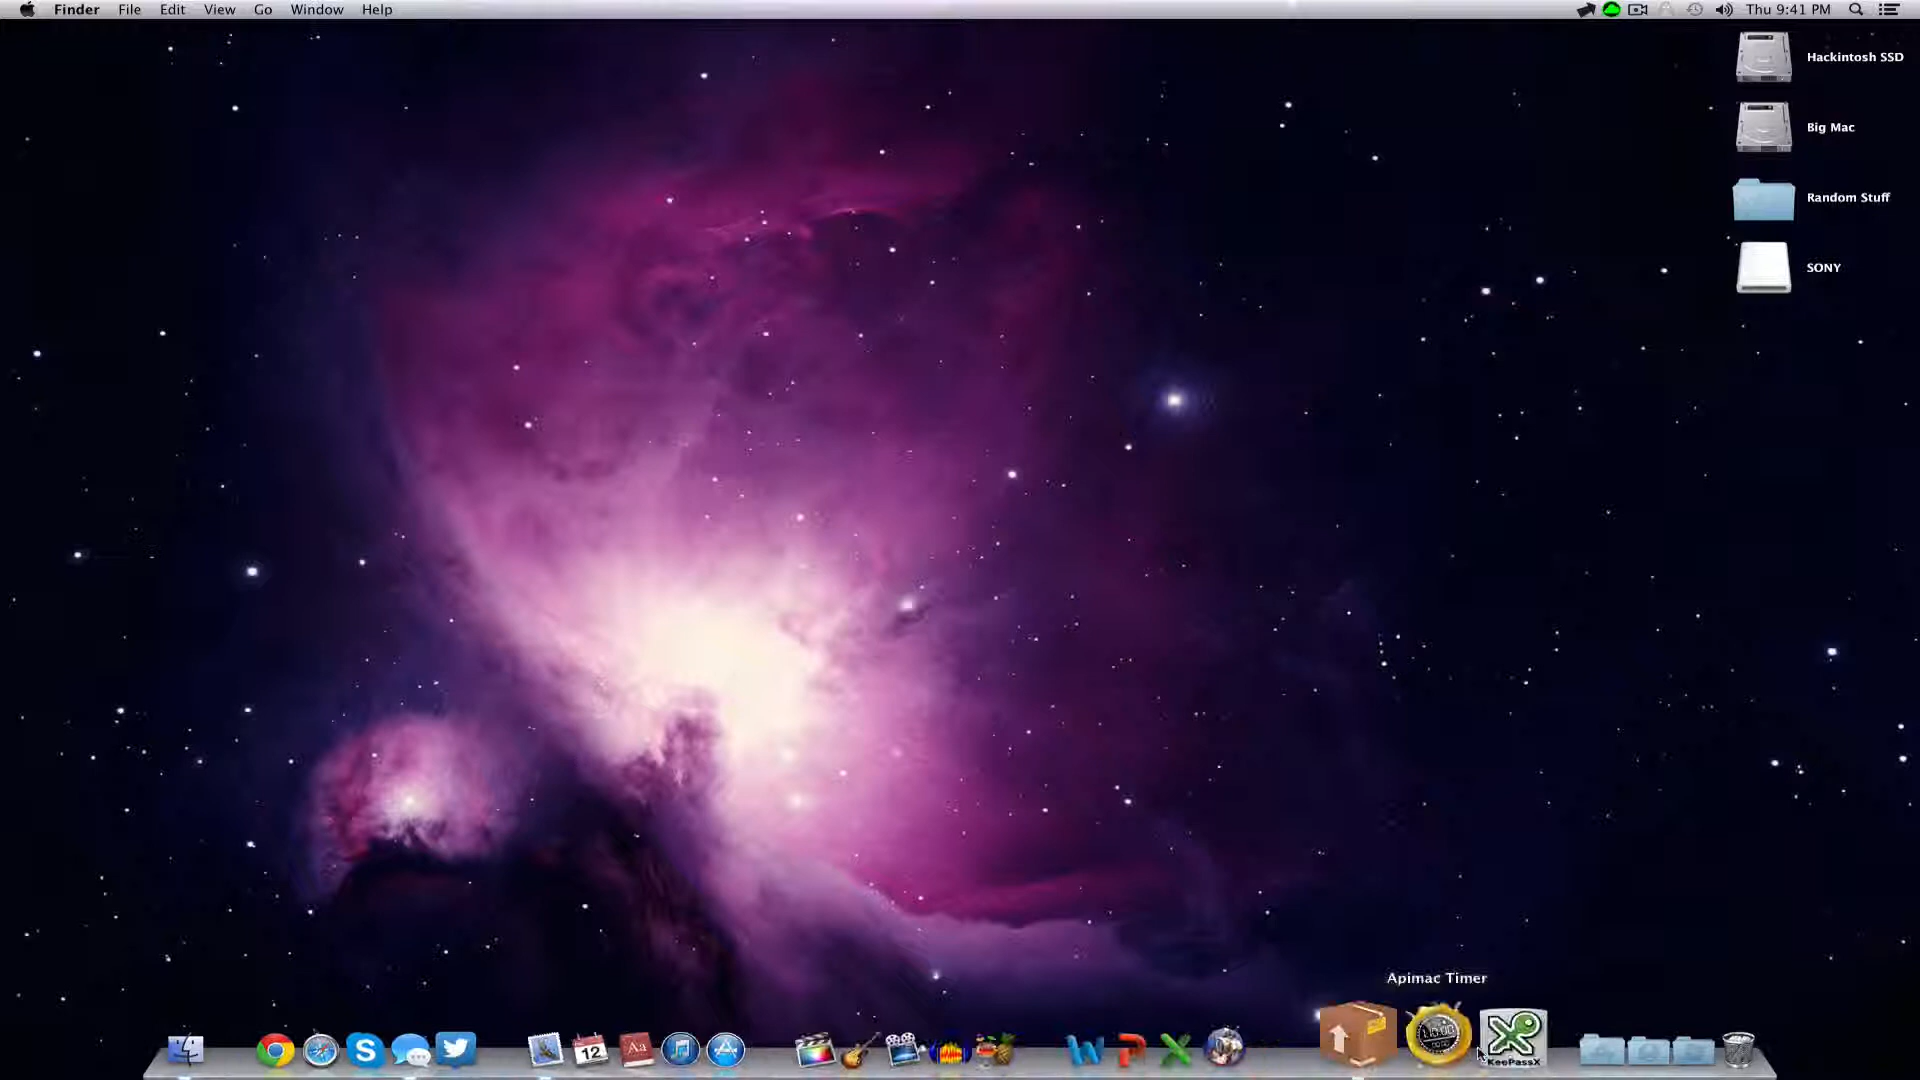 Finder File Edit View Go Window Help
Thu 9:41 PM
Hackintosh SSD
Big Mac
Random Stuff
SONY
Apimac Timer
12
Aa
KeePassX